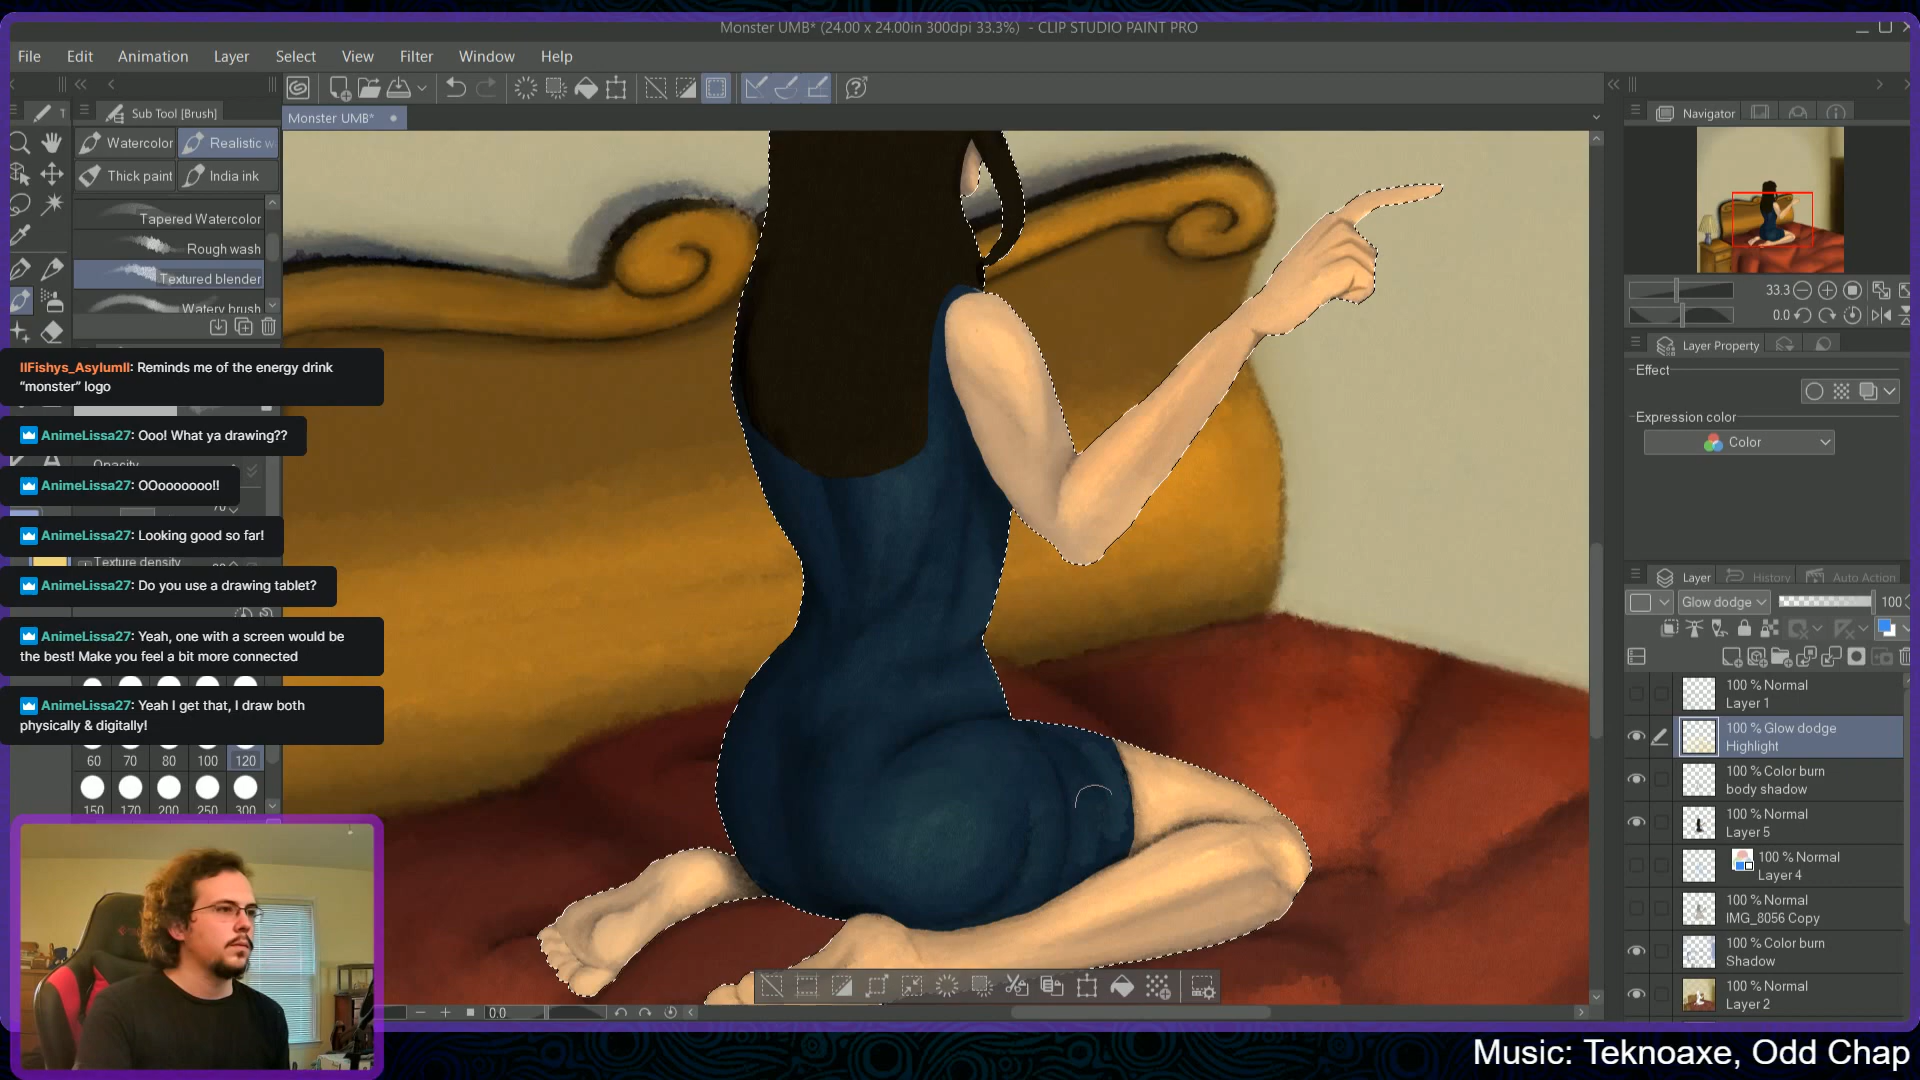 Monster UMB* (24.00 x 24.00in 300dpi 33.3%) - CLIP STUDIO PAINT PRO
File Edit Animation Layer Select View Filter Window Help
Sub Tool [Brush]
Monster UMB*
Watercolor
Realistic w
Thick paint
India ink
Tapered Watercolor
Rough wash
Textured blender
Watery brush
IIFishys_AsylumII: Reminds me of the energy drink
“monster” logo
AnimeLissa27: Ooo! What ya drawing??
Opacity
AnimeLissa27: OOooooooo!!
70
AnimeLissa27: Looking good so far!
Texture density
AnimeLissa27: Do you use a drawing tablet?
AnimeLissa27: Yeah, one with a screen would be
the best! Make you feel a bit more connected
AnimeLissa27: Yeah I get that, I draw both
physically & digitally!
60 70 80 100 120
150 170 200 250 300
0.0
Navigator
33.3
0.0
Layer Property
Effect
Expression color
Color
Layer History Auto Action
Glow dodge 100
100 % Normal
Layer 1
100 % Glow dodge
Highlight
100 % Color burn
body shadow
100 % Normal
Layer 5
100 % Normal
Layer 4
100 % Normal
IMG_8056 Copy
100 % Color burn
Shadow
100 % Normal
Layer 2
Music: Teknoaxe, Odd Chap